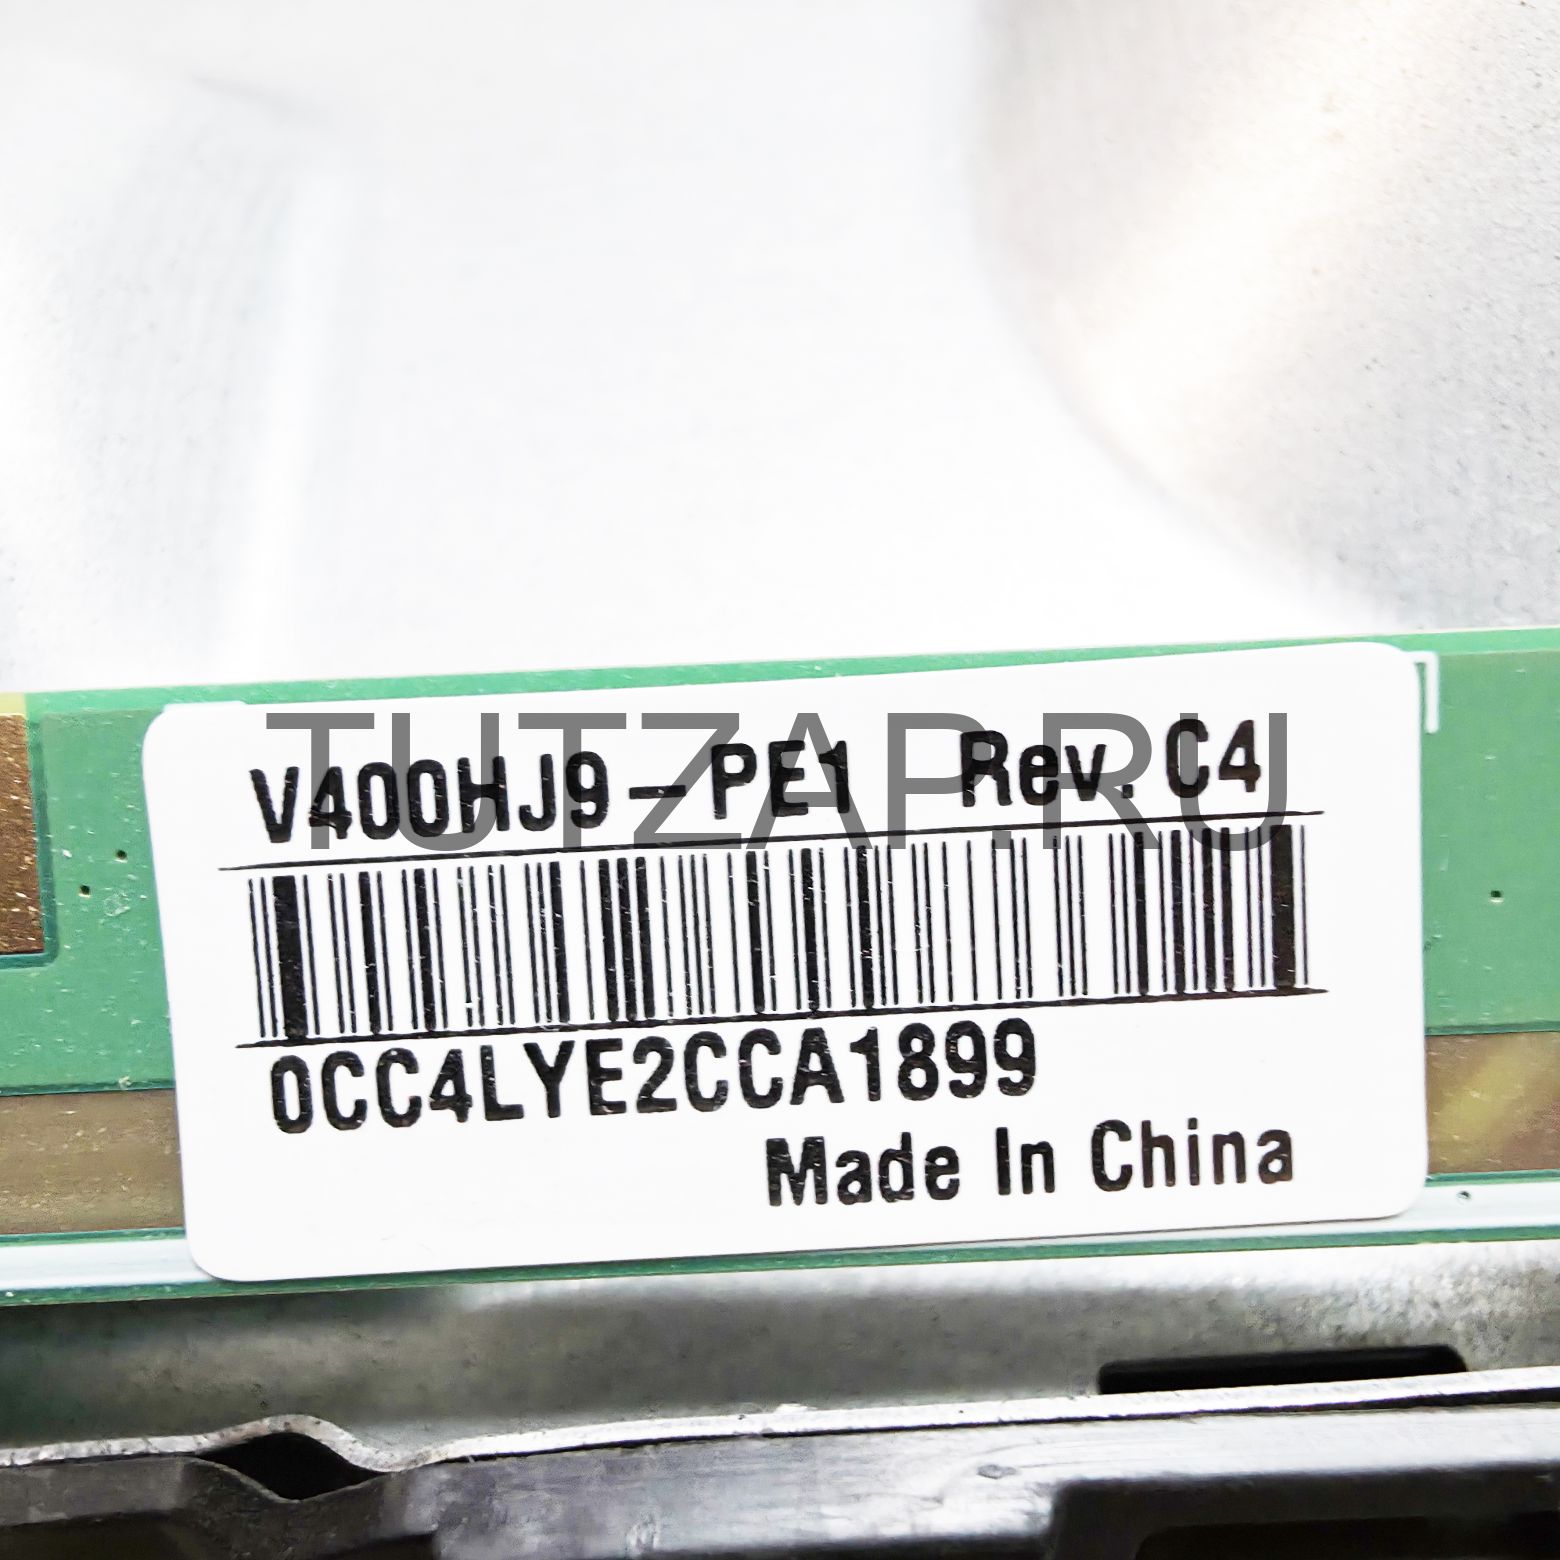 TUTZAP.RU
V400HJ9-PE1 Rev. C4
0CC4LYE2CCA1899
Made In China